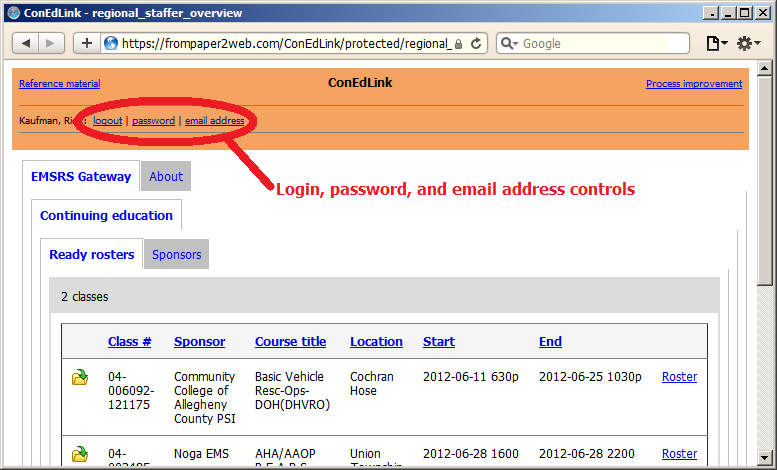 ConEdLink - regional_staffer_overview
https://frompaper2web.com/ConEdLink/protected/regional_
Google
Reference material
ConEdLink
Process improvement
Kaufman, Ri
logout | password | email address
Login, password, and email address controls
EMSRS Gateway
About
Continuing education
Ready rosters
Sponsors
2 classes
Class # Sponsor Course title Location Start End
04-
006092-
121175
Community
College of
Allegheny
County PSI
Basic Vehicle
Resc-Ops-
DOH(DHVRO)
Cochran
Hose
2012-06-11 630p
2012-06-25 1030p
Roster
04-
Noga EMS
AHA/AAOP
Union
2012-06-28 1600
2012-06-28 2200
Roster